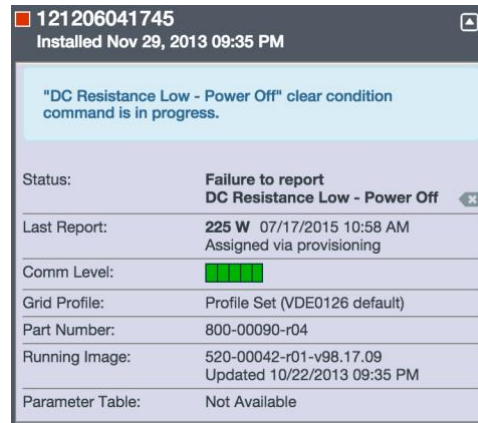 121206041745
Installed Nov 29, 2013 09:35 PM
"DC Resistance Low - Power Off" clear condition
command is in progress.
Status: Failure to report
DC Resistance Low - Power Off
Last Report: 225 W 07/17/2015 10:58 AM
Assigned via provisioning
Comm Level:
Grid Profile: Profile Set (VDE0126 default)
Part Number: 800-00090-r04
Running Image: 520-00042-r01-v98.17.09
Updated 10/22/2013 09:35 PM
Parameter Table: Not Available